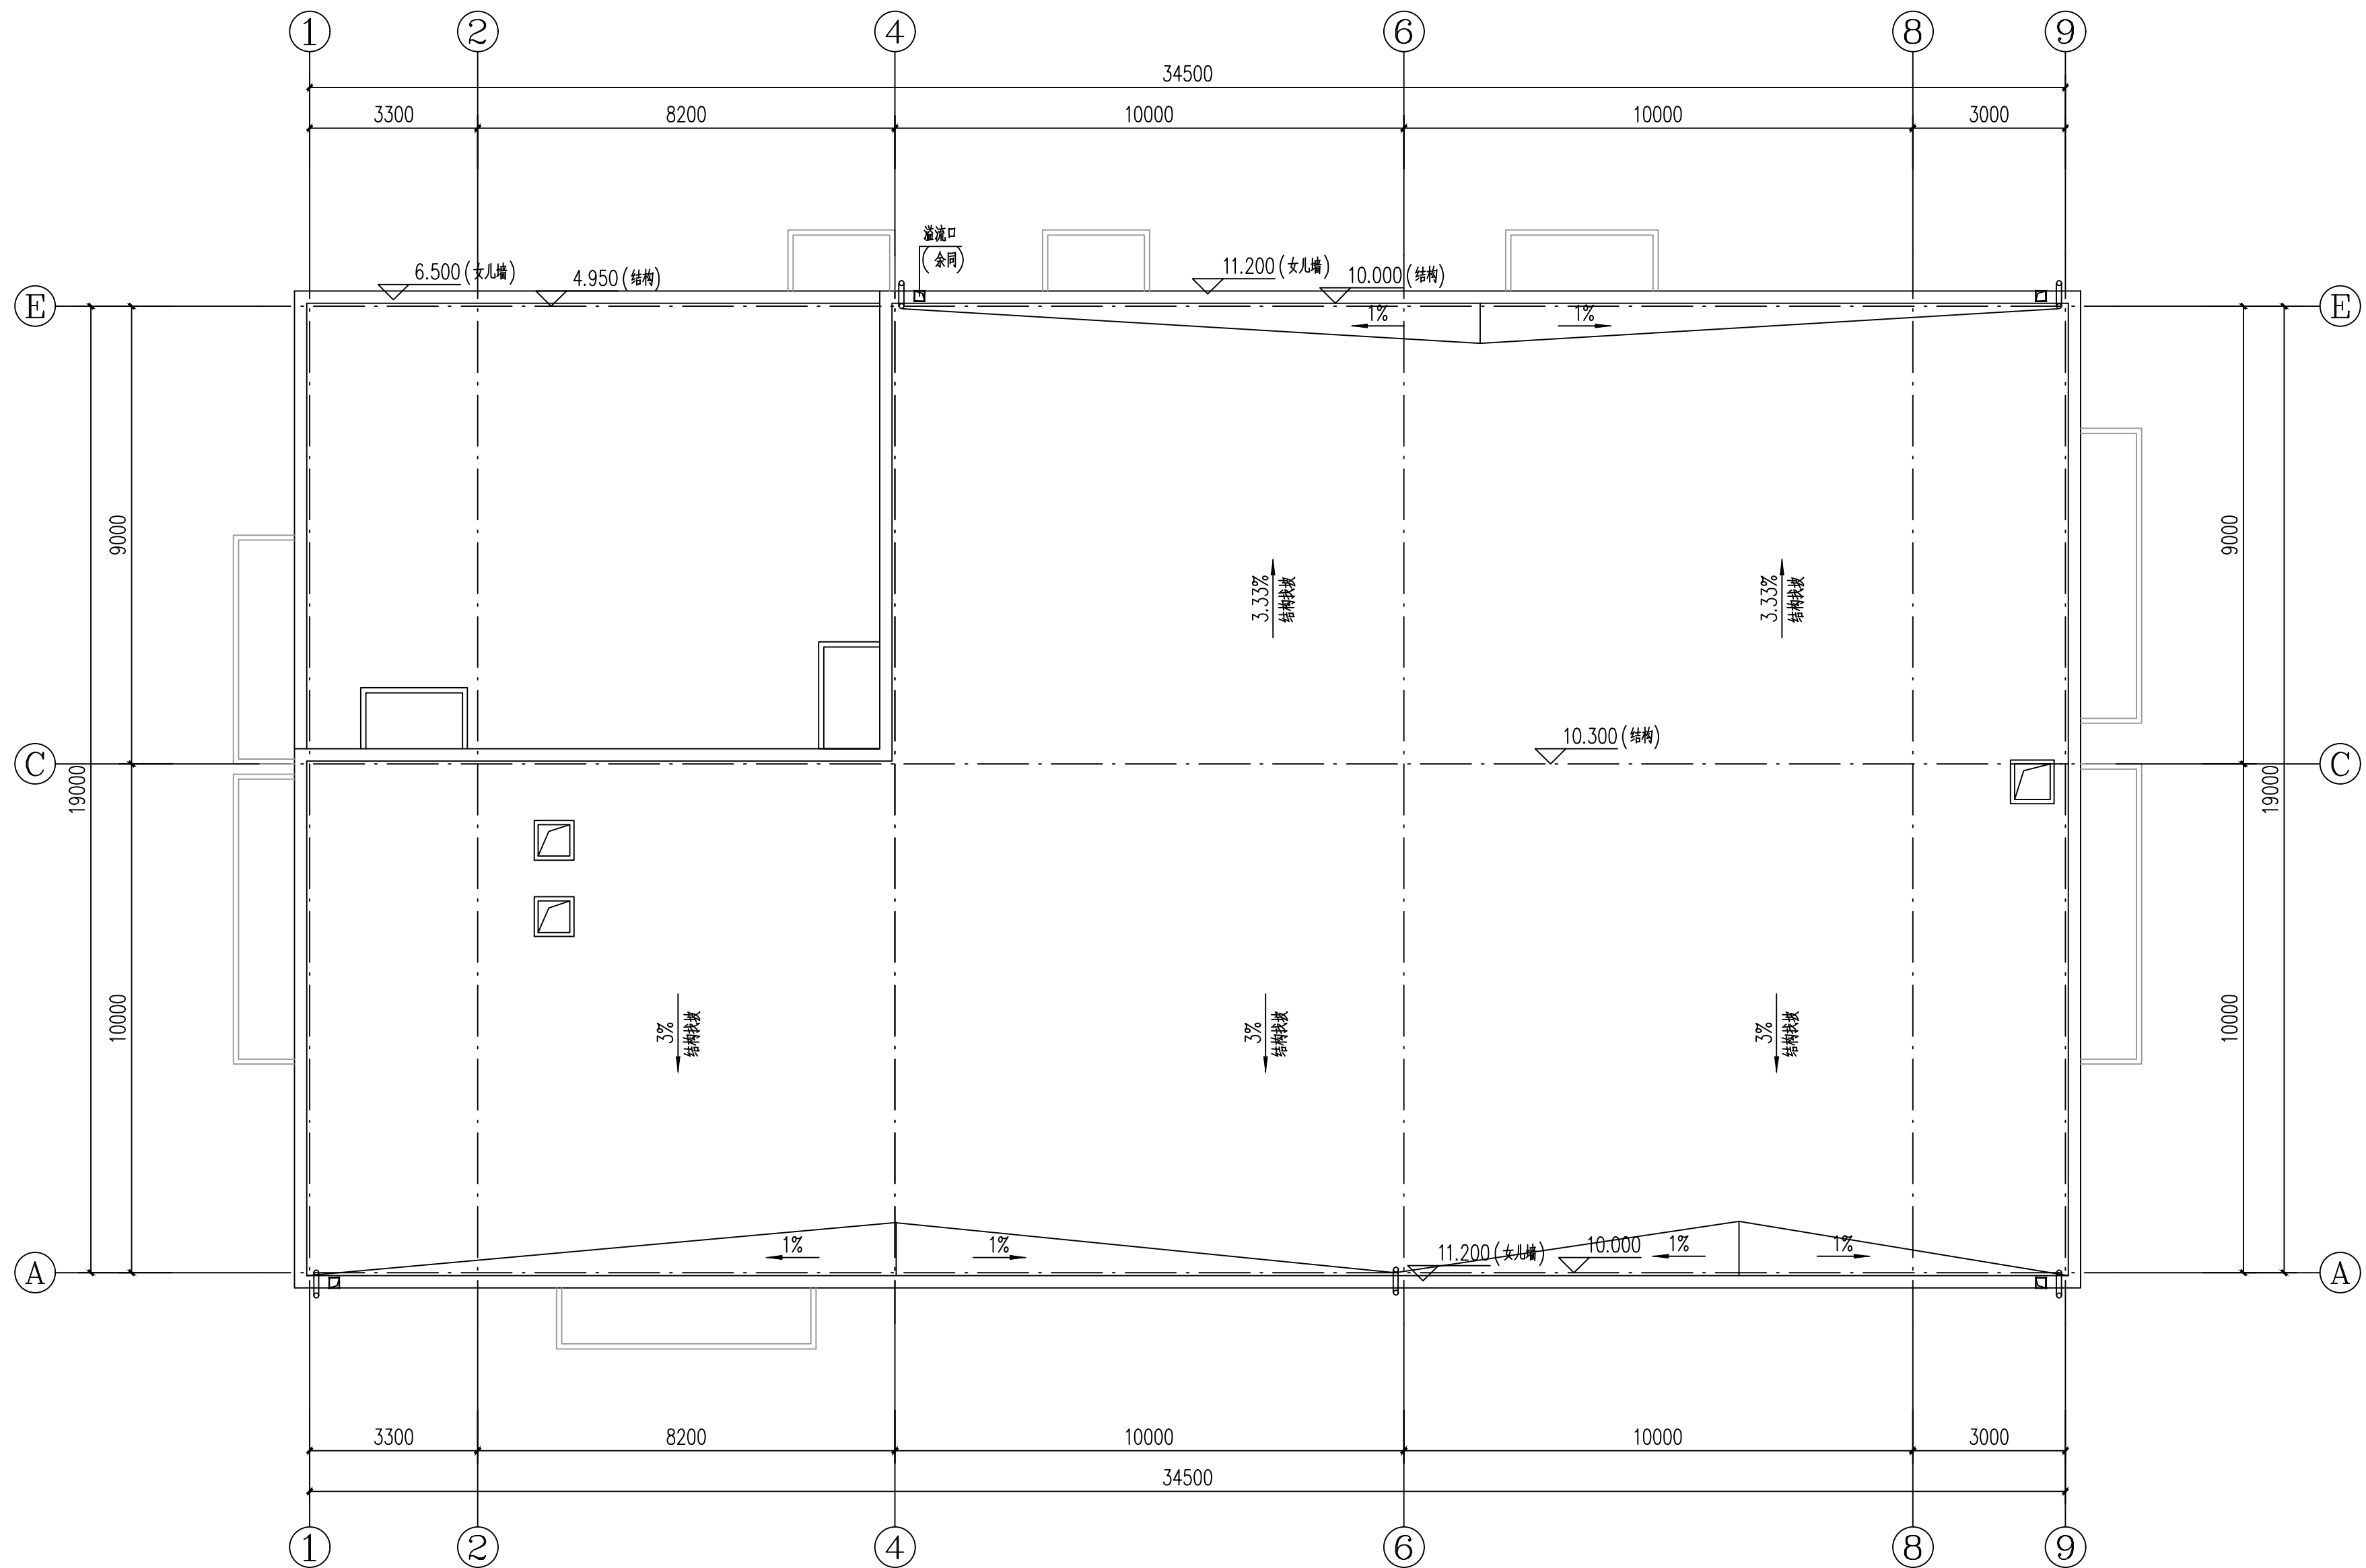 1 2 4 6 8 9
34500
3300 8200 10000 10000 3000
溢流口
(余同)
6.500(女儿墙) 4.950(结构) 11.200(女儿墙) 10.000(结构)
E E
1% 1%
9000 9000
3.33% 3.33%
结构找坡 结构找坡
10.300(结构)
C C
19000 19000
10000 10000
3% 3% 3%
结构找坡 结构找坡 结构找坡
1% 1% 11.200(女儿墙) 10.000 1% 1%
A A
3300 8200 10000 10000 3000
34500
1 2 4 6 8 9